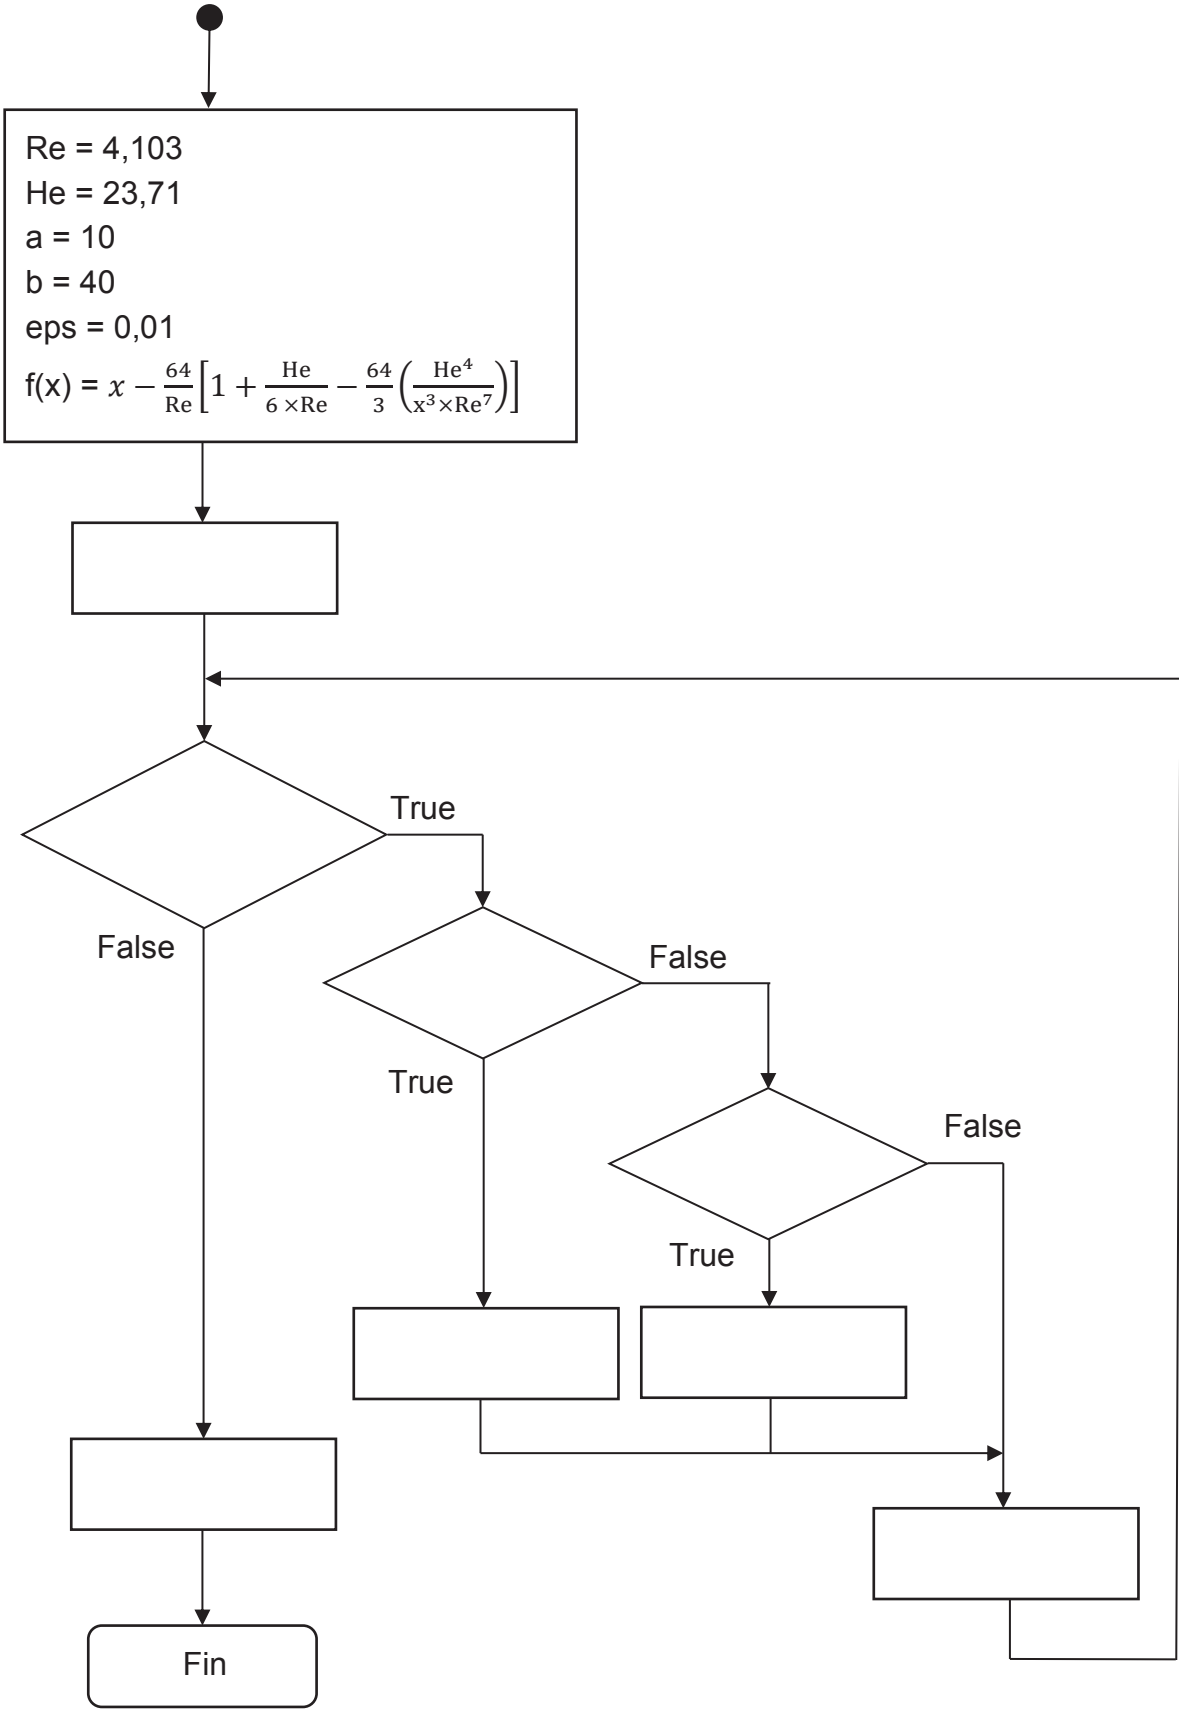 Re = 4,103
He = 23,71
a = 10
b = 40
eps = 0,01
f(x) = x − 64/Re [1 + He/(6 ×Re) − 64/3 (He⁴/(x³×Re⁷))]
True
False
False
True
False
True
Fin